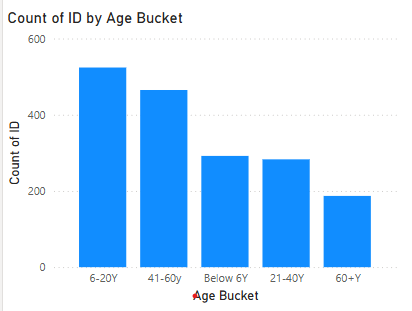 Count of ID by Age Bucket
600
400
200
0
Count of ID
6-20Y 41-60y Below 6Y 21-40Y 60+Y
Age Bucket